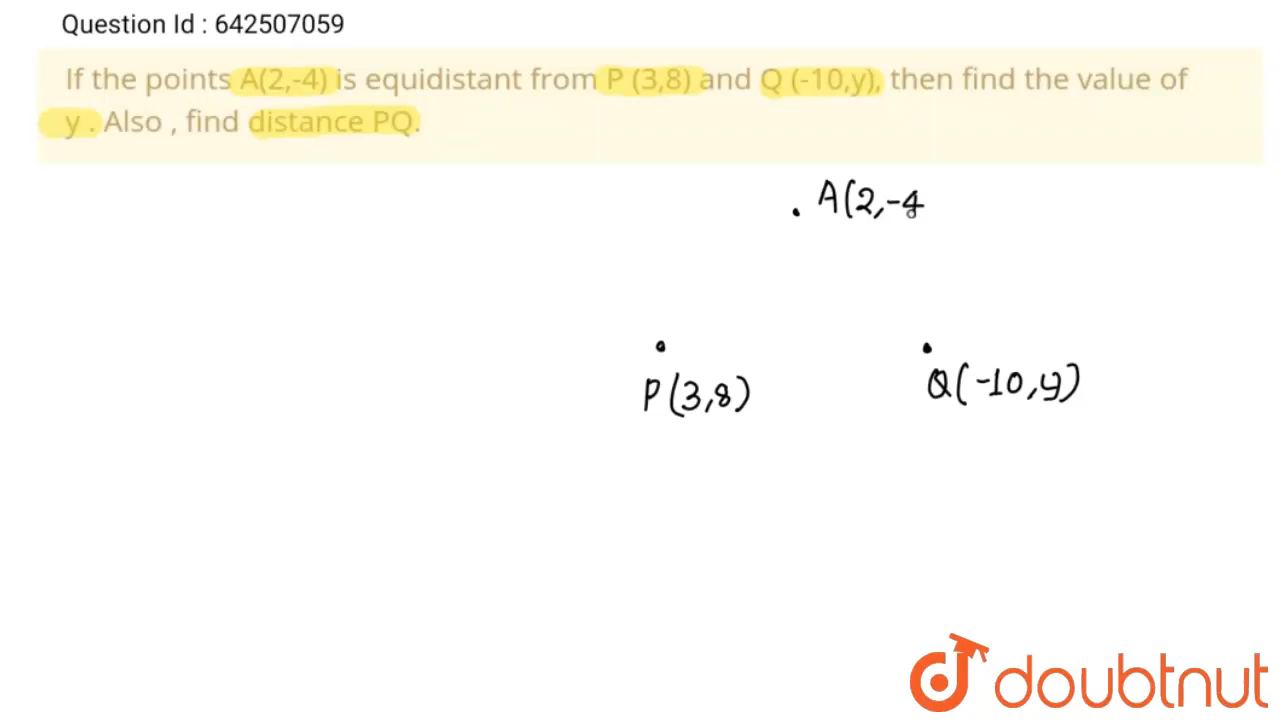 Question Id : 642507059
If the points A(2,-4) is equidistant from P (3,8) and Q (-10,y), then find the value of
y . Also , find distance PQ.
A(2,-4
P(3,8)
Q(-10,y)
doubtnut